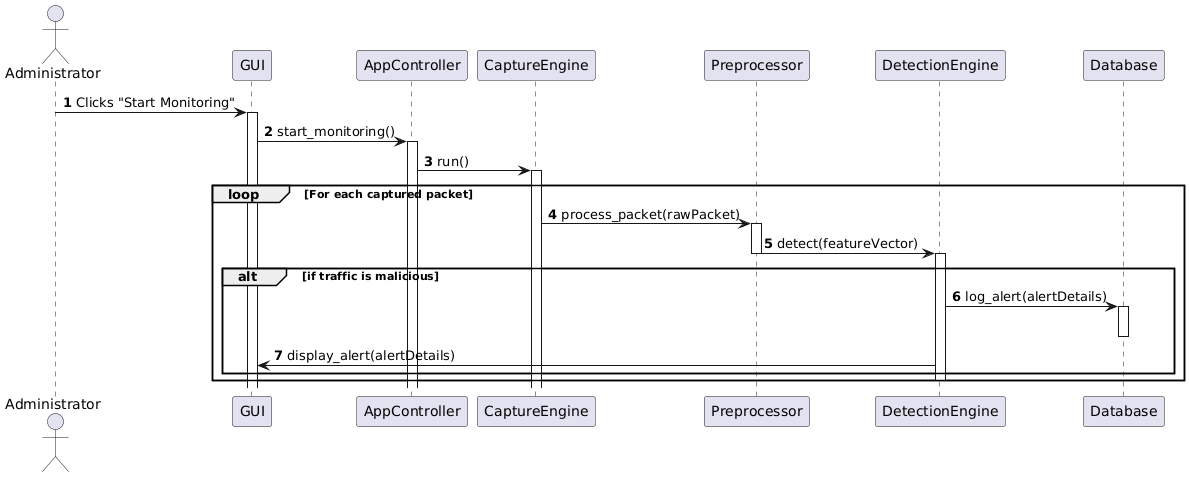 Administrator
GUI
AppController
CaptureEngine
Preprocessor
DetectionEngine
Database
1 Clicks "Start Monitoring"
2 start_monitoring()
3 run()
loop [For each captured packet]
4 process_packet(rawPacket)
5 detect(featureVector)
alt [if traffic is malicious]
6 log_alert(alertDetails)
7 display_alert(alertDetails)
Administrator
GUI
AppController
CaptureEngine
Preprocessor
DetectionEngine
Database